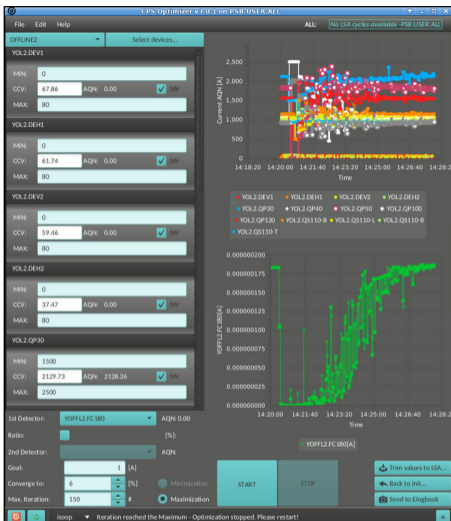 CPS Optimizer v3.0.1 on PSB.USER.ALL
File Edit Help ALL: No LSA cycles available -PSB.USER.ALL
OFFLINE2 Select devices...
YOL2.DEV1
MIN: 0
CCV: 67.86 AQN: 0.00 SW
MAX: 80
YOL2.DEH1
MIN: 0
CCV: 61.74 AQN: 0.00 SW
MAX: 80
YOL2.DEV2
MIN: 0
CCV: 59.46 AQN: 0.00 SW
MAX: 80
YOL2.DEH2
MIN: 0
CCV: 37.47 AQN: 0.00 SW
MAX: 80
YOL2.QP30
MIN: 1500
CCV: 2129.73 AQN: 2128.26 SW
MAX: 2500
1st Detector: YOFFL2.FC180 AQN: 0.00
Ratio: [%]
2nd Detector: AQN:
Goal: 1 [A]
Converge to: 6 [%] Minimization
Max. Iteration: 150 # Maximization
Current AQN [A]
2,500
2,000
1,500
1,000
500
0
14:18:20 14:20:00 14:21:40 14:23:20 14:25:00 14:26:40 14:28:20
Time
YOL2.DEV1 YOL2.DEH1 YOL2.DEV2 YOL2.DEH2
YOL2.QP30 YOL2.QP40 YOL2.QP50 YOL2.QP100
YOL2.QP120 YOL2.QS110-B YOL2.QS110-L YOL2.QS110-R
YOL2.QS110-T
YOFFL2.FC180[A]
0.000000200
0.000000175
0.000000150
0.000000125
0.000000100
0.000000075
0.000000050
0.000000025
0.000000000
14:20:00 14:21:40 14:23:20 14:25:00 14:26:40 14:28:2
Time
YOFFL2.FC180[A]
START STOP
Trim values to LSA...
Back to init...
Send to Elogbook
isoop Iteration reached the Maximum - Optimization stopped. Please restart!